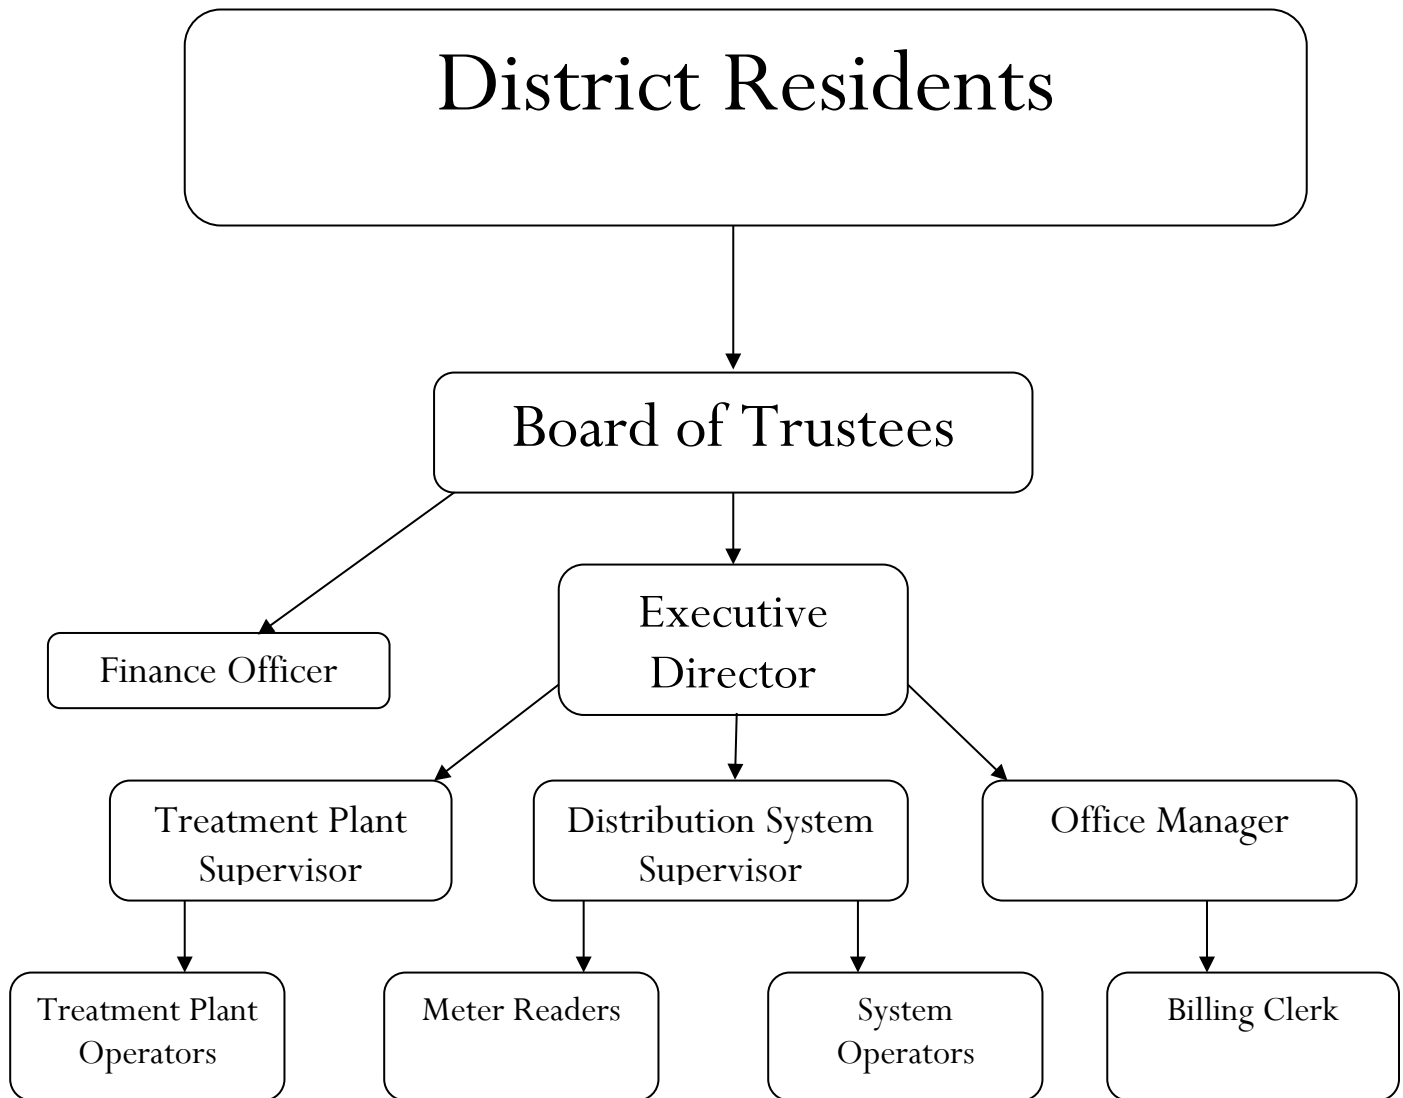 District Residents
Board of Trustees
Executive
Director
Finance Officer
Treatment Plant
Supervisor
Distribution System
Supervisor
Office Manager
Treatment Plant
Operators
Meter Readers
System
Operators
Billing Clerk